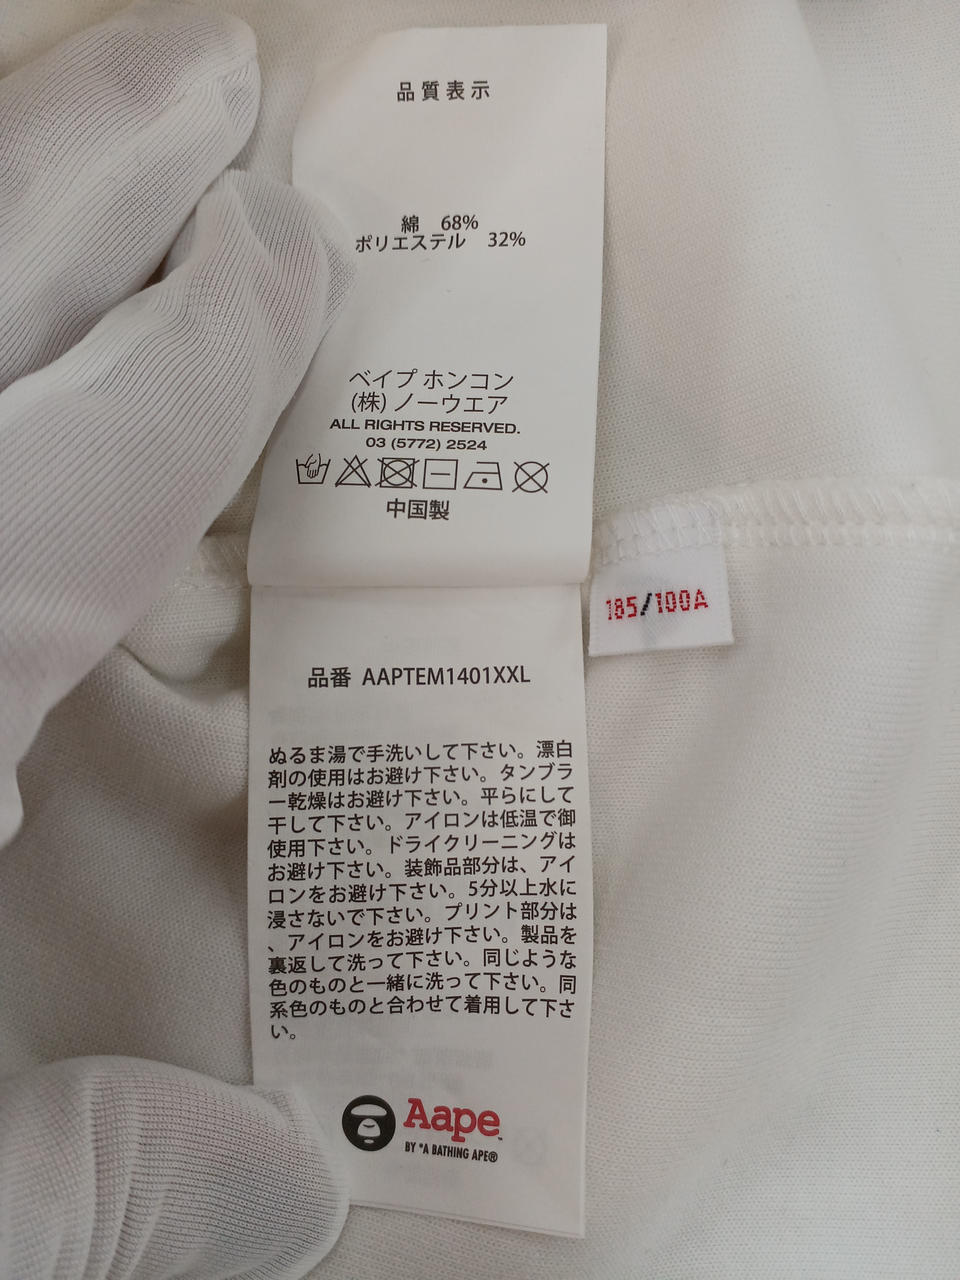 品質表示
綿 68%
ポリエステル 32%
ベイプ ホンコン
(株) ノーウエア
ALL RIGHTS RESERVED.
03 (5772) 2524
中国製
185/100A
品番 AAPTEM1401XXL
ぬるま湯で手洗いして下さい。漂白
剤の使用はお避け下さい。タンブラ
ー乾燥はお避け下さい。平らにして
干して下さい。アイロンは低温で御
使用下さい。ドライクリーニングは
お避け下さい。装飾品部分は、アイ
ロンをお避け下さい。5分以上水に
浸さないで下さい。プリント部分は
、アイロンをお避け下さい。製品を
裏返して洗って下さい。同じような
色のものと一緒に洗って下さい。同
系色のものと合わせて着用して下さ
い。
Aape™
BY *A BATHING APE®